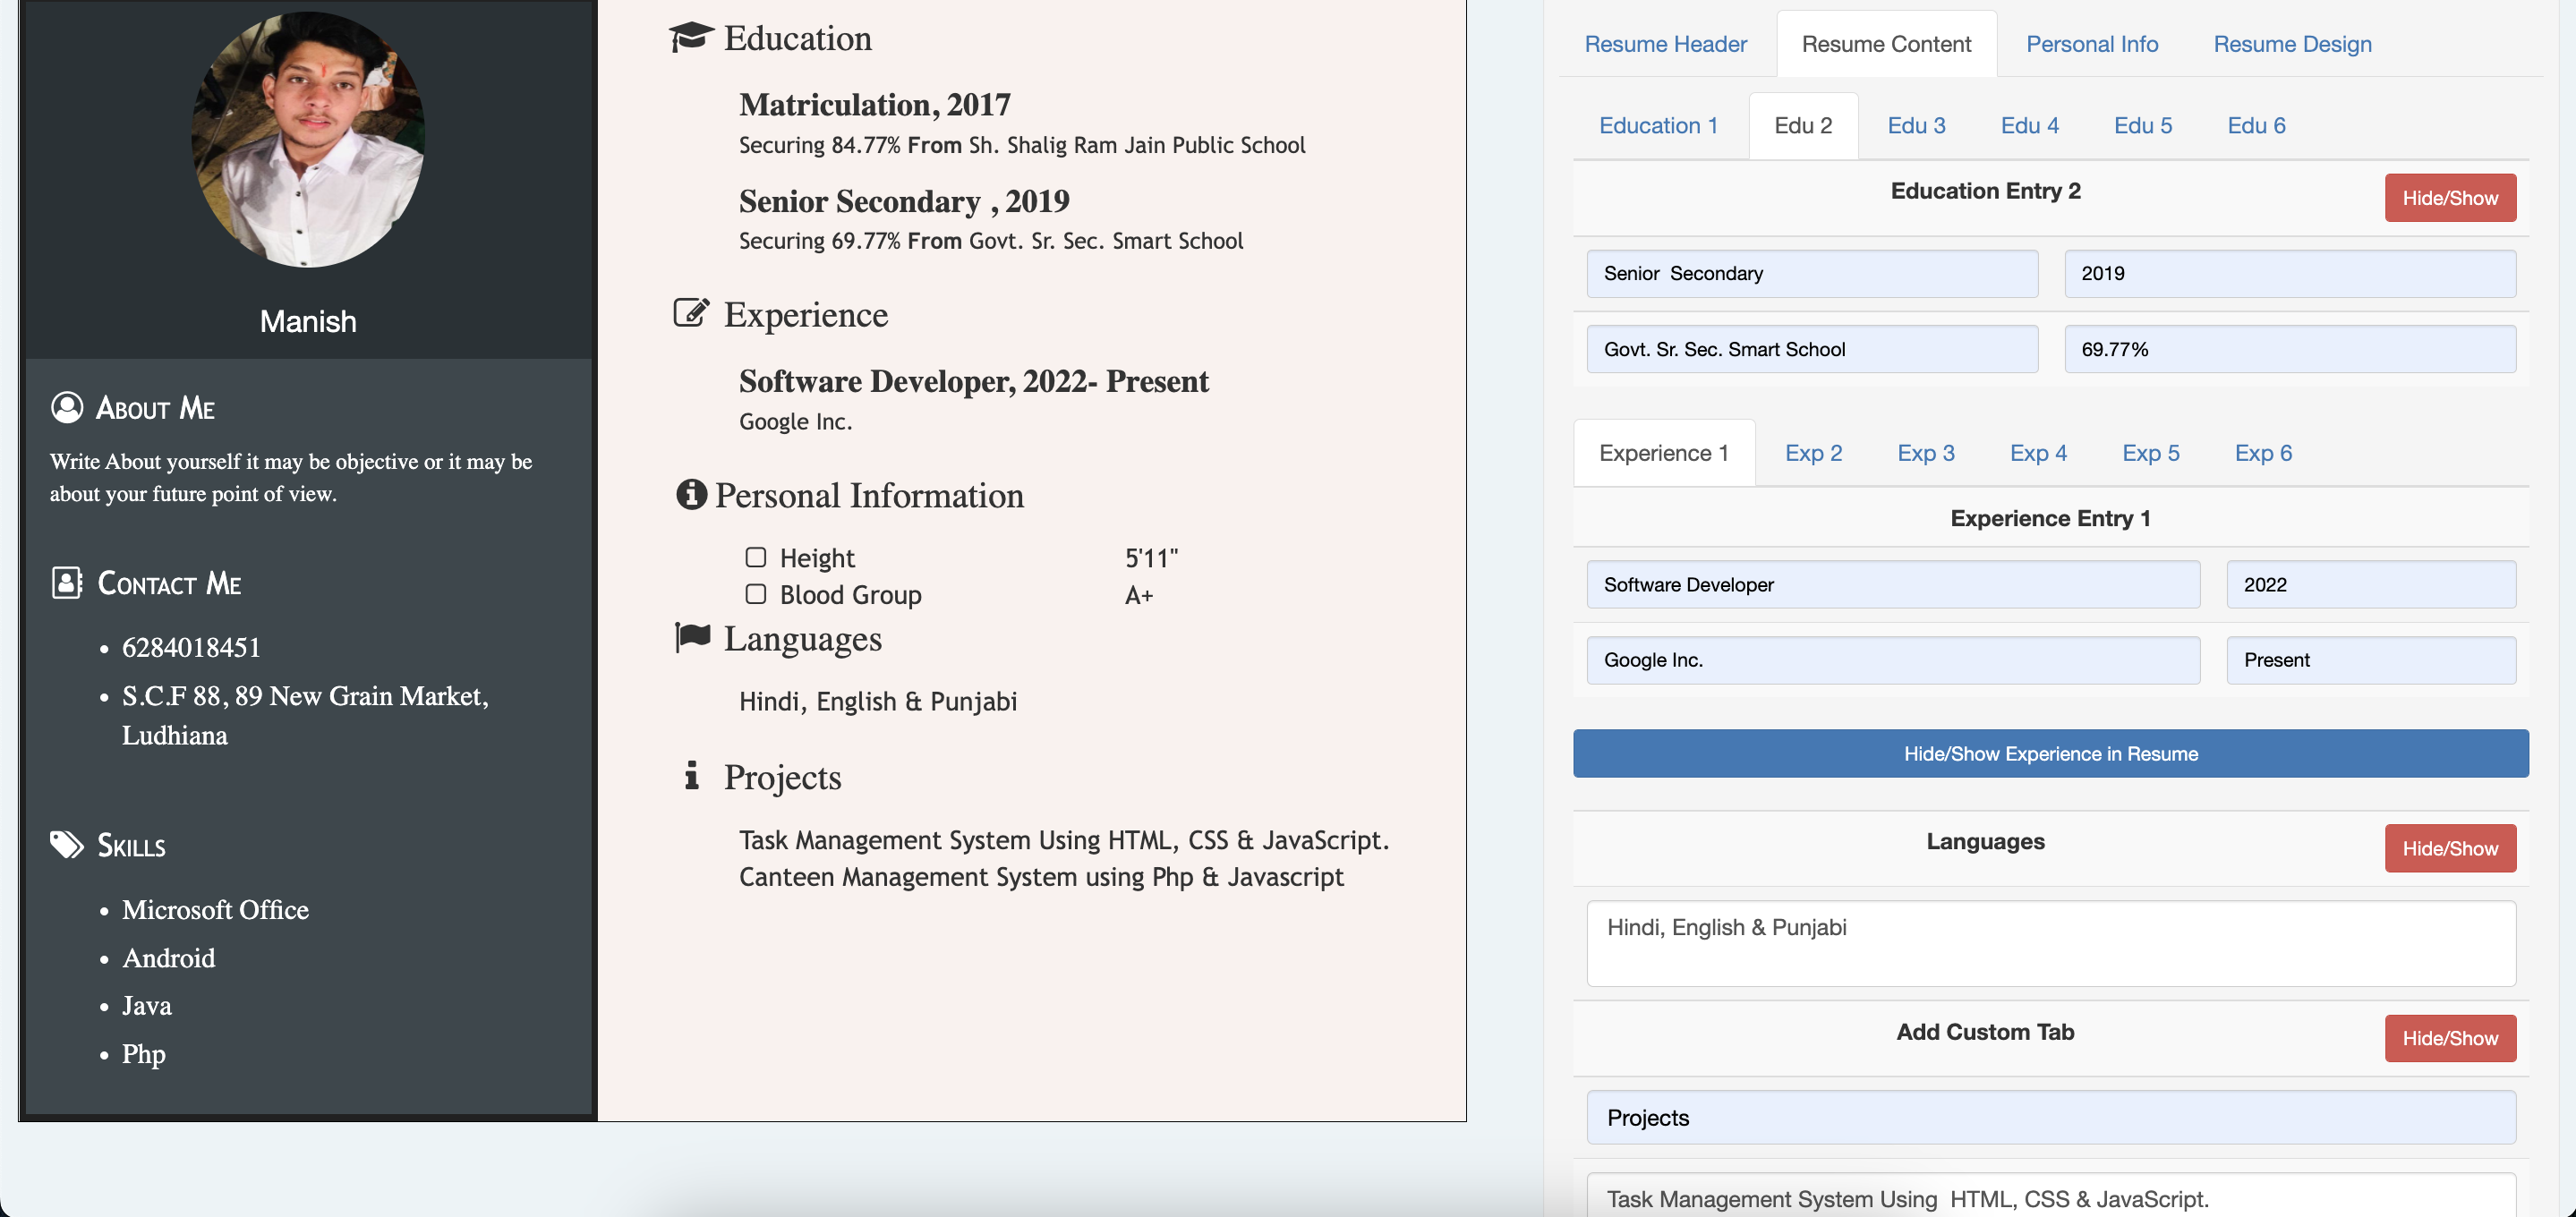 Manish
About Me
Write About yourself it may be objective or it may be
about your future point of view.
Contact Me
• 6284018451
• S.C.F 88, 89 New Grain Market,
Ludhiana
Skills
• Microsoft Office
• Android
• Java
• Php
Education
Matriculation, 2017
Securing 84.77% From Sh. Shalig Ram Jain Public School
Senior Secondary , 2019
Securing 69.77% From Govt. Sr. Sec. Smart School
Experience
Software Developer, 2022- Present
Google Inc.
Personal Information
Height 5'11"
Blood Group A+
Languages
Hindi, English & Punjabi
Projects
Task Management System Using HTML, CSS & JavaScript.
Canteen Management System using Php & Javascript
Resume Header Resume Content Personal Info Resume Design
Education 1 Edu 2 Edu 3 Edu 4 Edu 5 Edu 6
Education Entry 2 Hide/Show
Senior  Secondary 2019
Govt. Sr. Sec. Smart School 69.77%
Experience 1 Exp 2 Exp 3 Exp 4 Exp 5 Exp 6
Experience Entry 1
Software Developer 2022
Google Inc. Present
Hide/Show Experience in Resume
Languages Hide/Show
Hindi, English & Punjabi
Add Custom Tab Hide/Show
Projects
Task Management System Using  HTML, CSS & JavaScript.